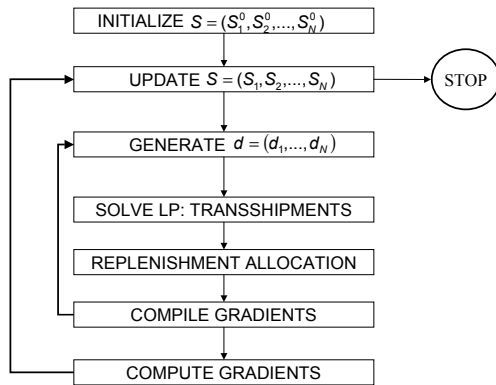 INITIALIZE S = (S₁⁰, S₂⁰,..., S_N⁰)
UPDATE S = (S₁, S₂,..., S_N)
STOP
GENERATE d = (d₁,..., d_N)
SOLVE LP: TRANSSHIPMENTS
REPLENISHMENT ALLOCATION
COMPILE GRADIENTS
COMPUTE GRADIENTS